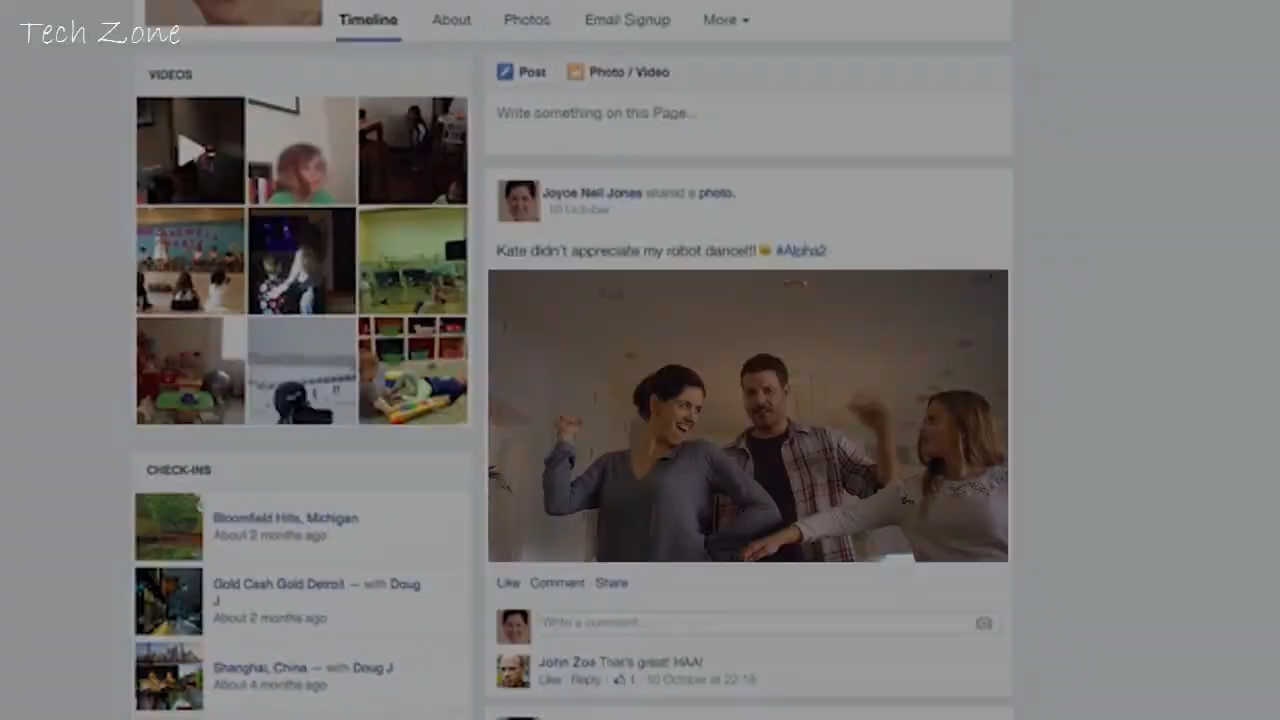 Tech Zone
Timeline About Photos Email Signup More
VIDEOS
Post Photo / Video
Write something on this Page...
Joyce Neil Jones shared a photo.
10 October
Kate didn't appreciate my robot dance!!! #Alpha2
CHECK-INS
Bloomfield Hills, Michigan
About 2 months ago
Gold Cash Gold Detroit — with Doug
J
About 2 months ago
Shanghai, China — with Doug J
About 4 months ago
Like · Comment · Share
Write a comment...
John Zoa That's great! HAA!
Like · Reply · 1 · 10 October at 22:18